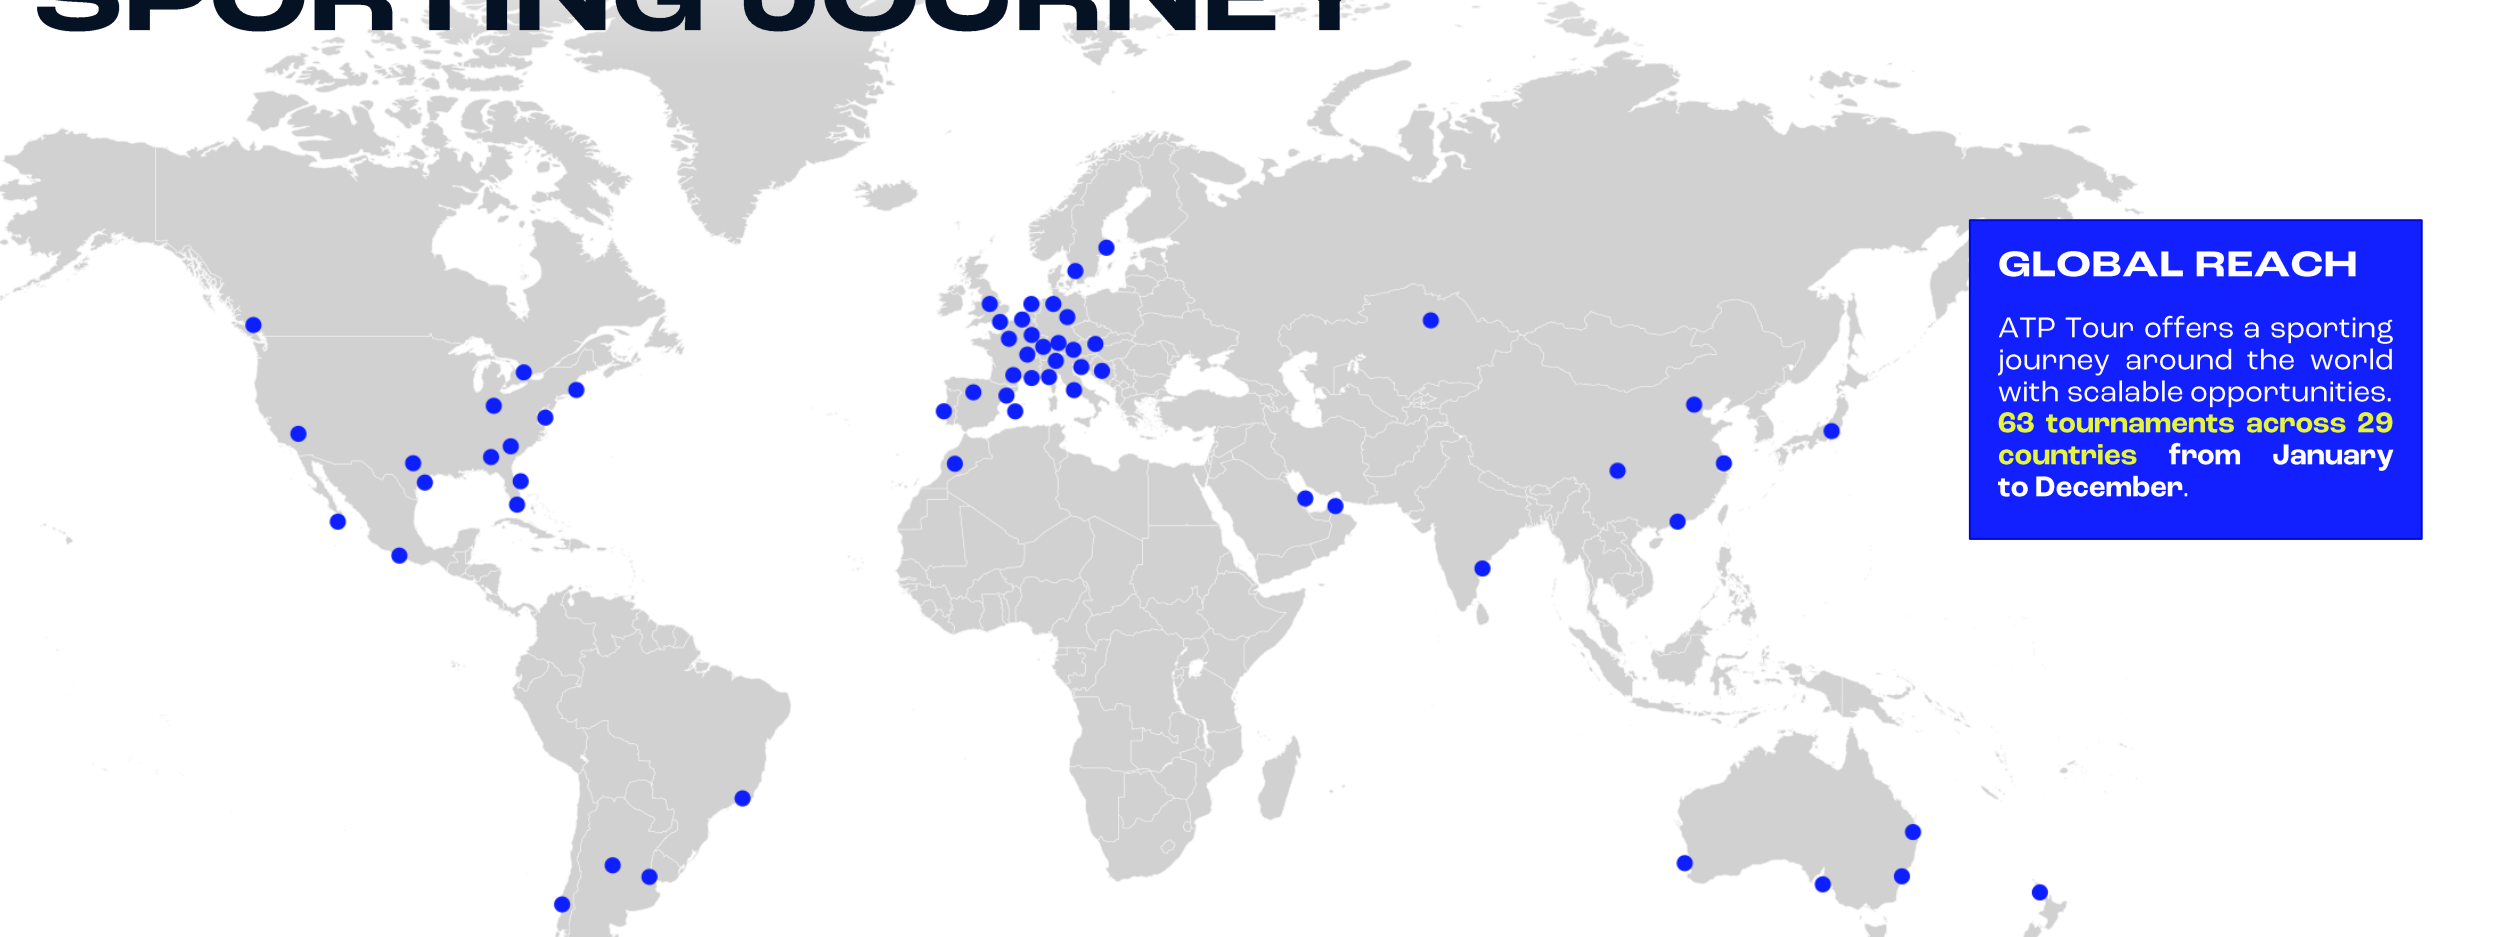 SPORTING JOURNEY
GLOBAL REACH
ATP Tour offers a sporting
journey around the world
with scalable opportunities.
63 tournaments across 29
countries from January
to December.